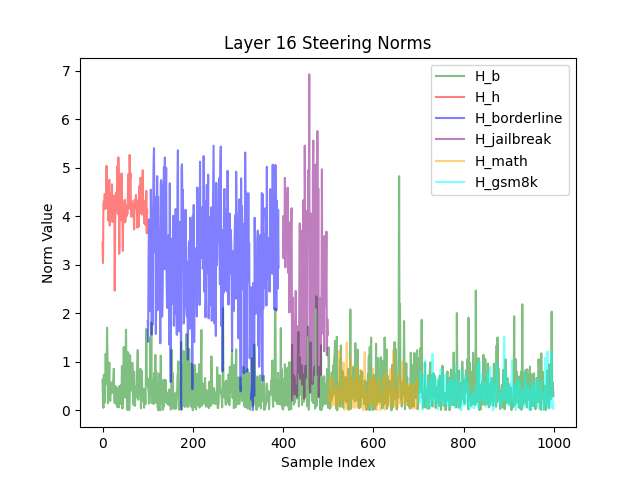 Layer 16 Steering Norms
Norm Value
7
6
5
4
3
2
1
0
H_b
H_h
H_borderline
H_jailbreak
H_math
H_gsm8k
0
200
400
600
800
1000
Sample Index